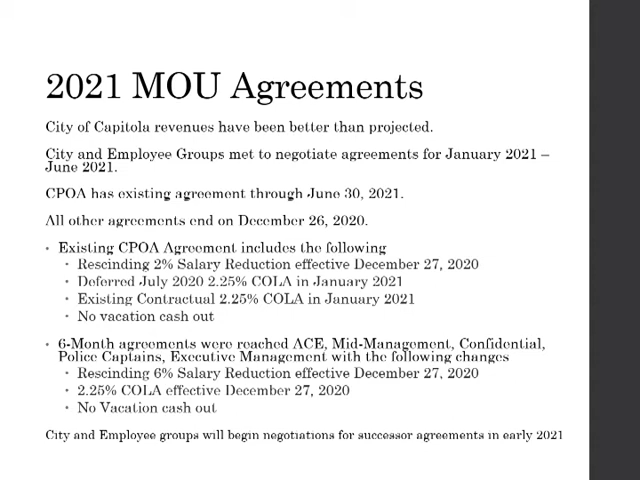 2021 MOU Agreements
City of Capitola revenues have been better than projected.
City and Employee Groups met to negotiate agreements for January 2021 –
June 2021.
CPOA has existing agreement through June 30, 2021.
All other agreements end on December 26, 2020.
• Existing CPOA Agreement includes the following
• Rescinding 2% Salary Reduction effective December 27, 2020
• Deferred July 2020 2.25% COLA in January 2021
• Existing Contractual 2.25% COLA in January 2021
• No vacation cash out
• 6-Month agreements were reached ACE, Mid-Management, Confidential,
Police Captains, Executive Management with the following changes
• Rescinding 6% Salary Reduction effective December 27, 2020
• 2.25% COLA effective December 27, 2020
• No Vacation cash out
City and Employee groups will begin negotiations for successor agreements in early 2021